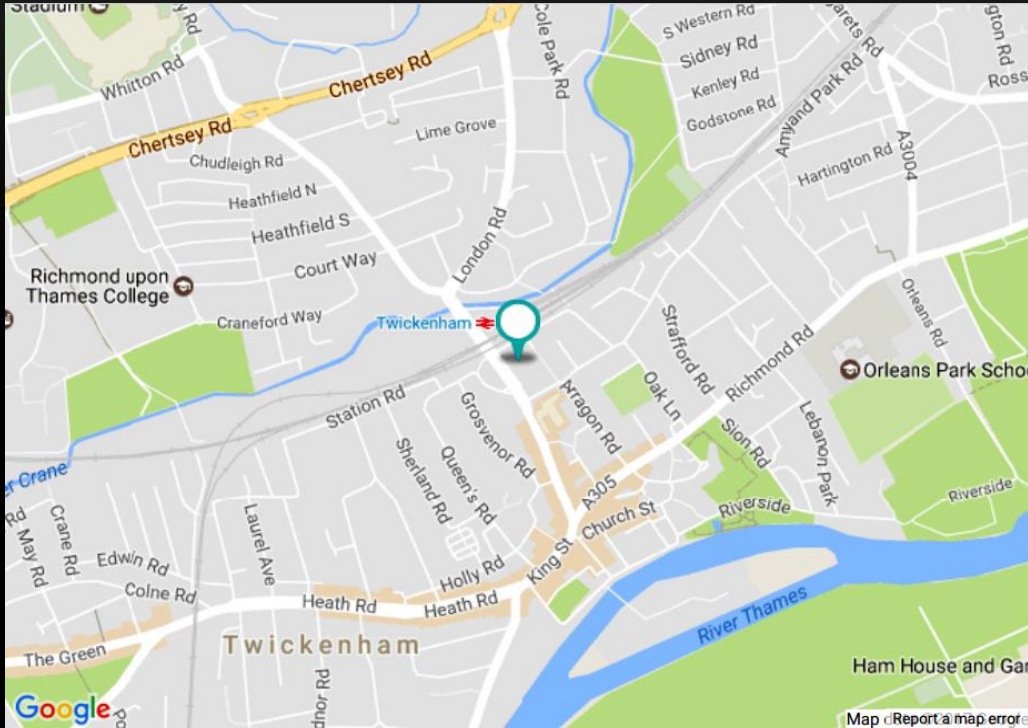 Stadium
Whitton Rd
Chertsey Rd
Chertsey Rd
Cole Park Rd
S Western Rd
Sidney Rd
Kenley Rd
Godstone Rd
Amyand Park Rd
Hartington Rd
A3004
Lime Grove
Chudleigh Rd
Heathfield N
Heathfield S
Court Way
London Rd
Richmond upon
Thames College
Craneford Way
Twickenham
Station Rd
Grosvenor Rd
Queen's Rd
Sherland Rd
Arragon Rd
Oak Ln
Strafford Rd
Richmond Rd
Orleans Rd
Orleans Park Schoo
Lebanon Park
Sion Rd
Riverside
Riverside
A305
Church St
King St
Holly Rd
Heath Rd
Heath Rd
Laurel Ave
Crane Rd
May Rd
Edwin Rd
Colne Rd
The Green
Twickenham
River Thames
Ham House and Gar
Google
Map
Report a map error